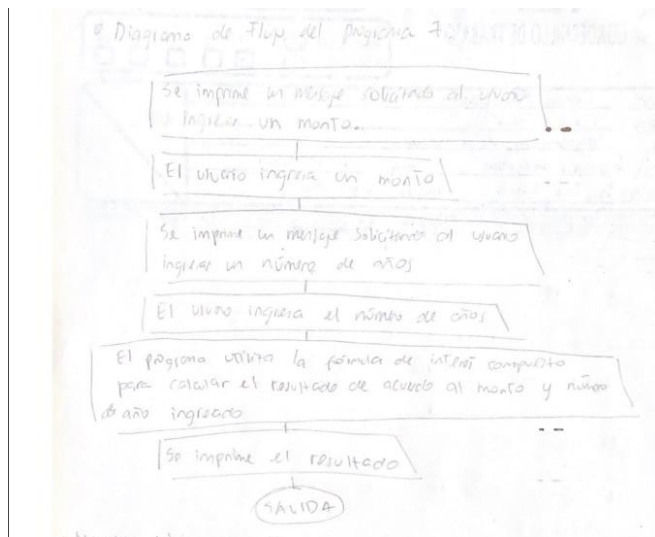 Diagrama de Flujo del programa 7.
Se imprime un mensaje solicitando al usuario
ingresar un monto.
El usuario ingresa un monto
Se imprime un mensaje solicitando al usuario
ingresar un número de años
El usuario ingresa el número de años
El programa utiliza la fórmula de interés compuesto
para calcular el resultado de acuerdo al monto y número
de año ingresado
Se imprime el resultado
SALIDA